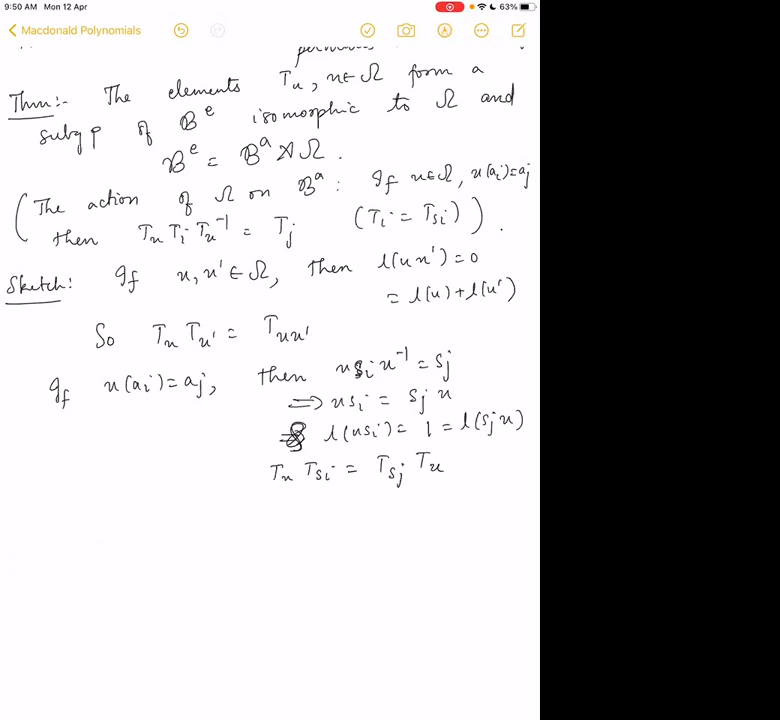 9:50 AM Mon 12 Apr 63%
Macdonald Polynomials
Thm:- The elements T_u, u ∈ Ω form a
subgp of 𝔅^e isomorphic to Ω and
𝔅^e = 𝔅^a ⋊ Ω.
(The action of Ω on 𝔅^a : If u∈Ω, u(a_i)=a_j
then T_u T_i T_u^{-1} = T_j (T_i = T_{s_i})).
Sketch: If u, u' ∈ Ω, then l(u u') = 0
= l(u) + l(u')
So T_u T_{u'} = T_{uu'}
If u(a_i) = a_j, then u s_i u^{-1} = s_j
⇒ u s_i = s_j u
l(u s_i) = 1 = l(s_j u)
T_u T_{s_i} = T_{s_j} T_u